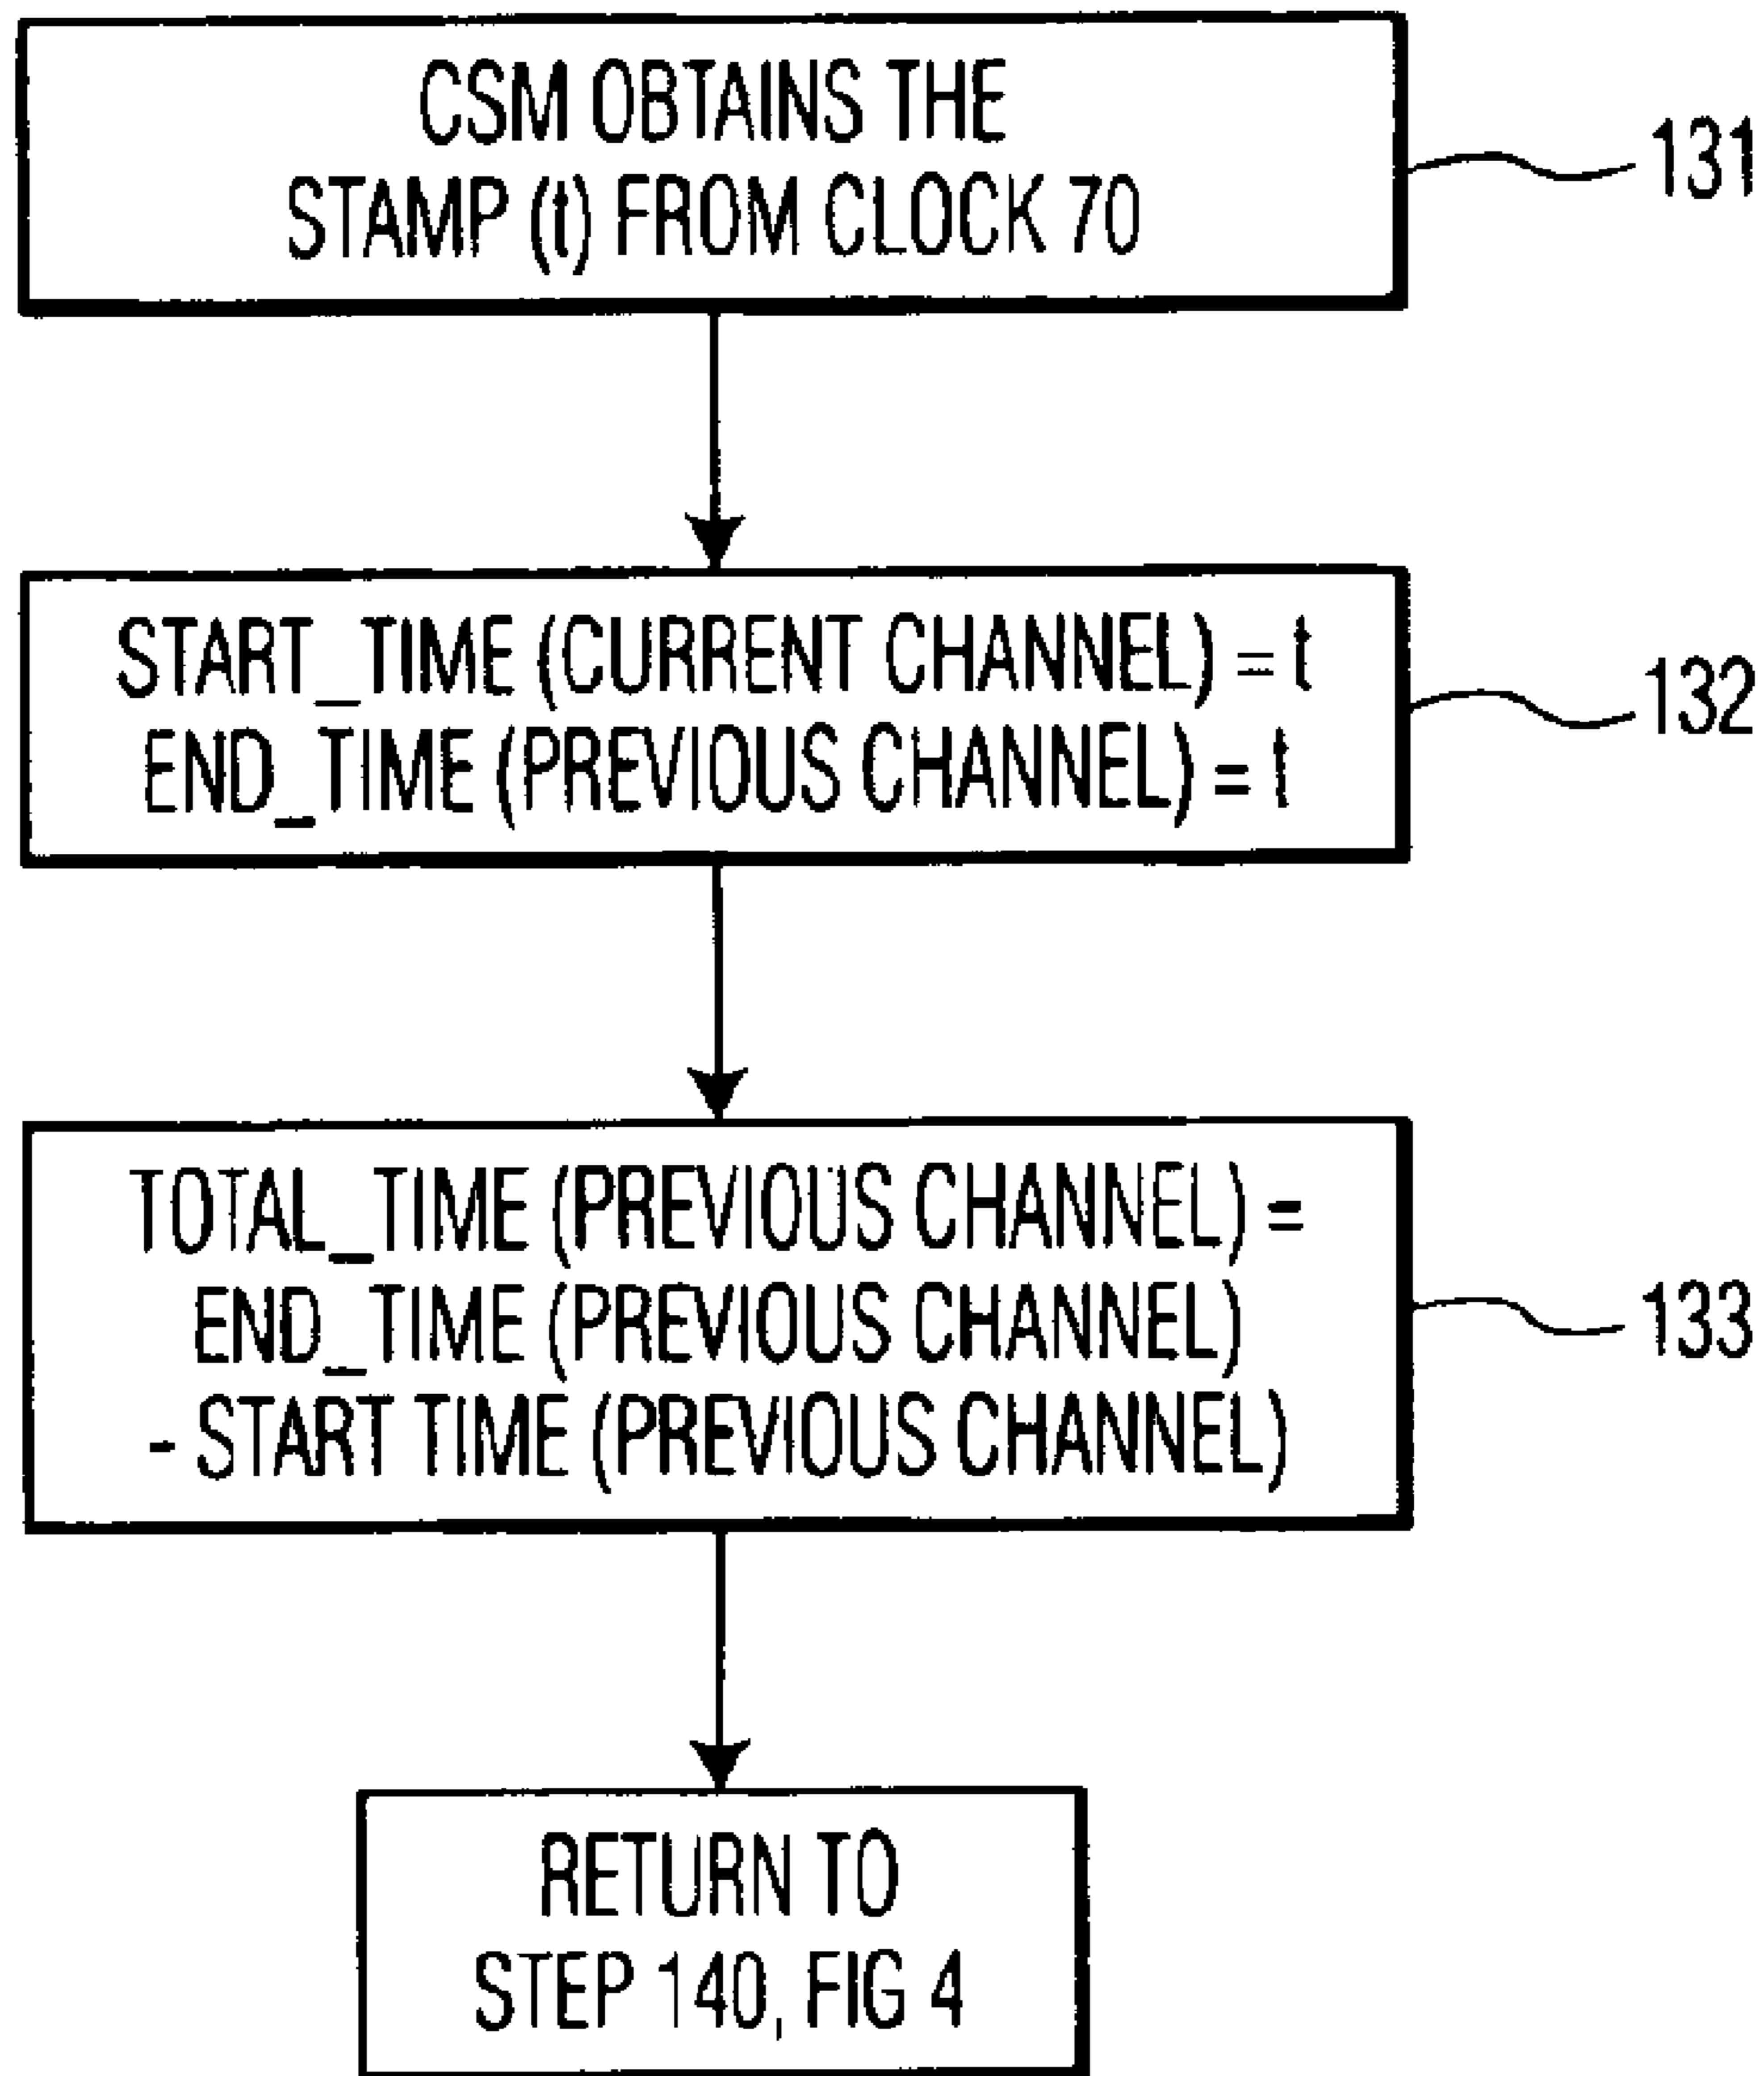 CSM OBTAINS THE
STAMP (t) FROM CLOCK 70
131
START_TIME (CURRENT CHANNEL) = t
END_TIME (PREVIOUS CHANNEL) = t
132
TOTAL_TIME (PREVIOUS CHANNEL) =
END_TIME (PREVIOUS CHANNEL)
- START TIME (PREVIOUS CHANNEL)
133
RETURN TO
STEP 140, FIG 4